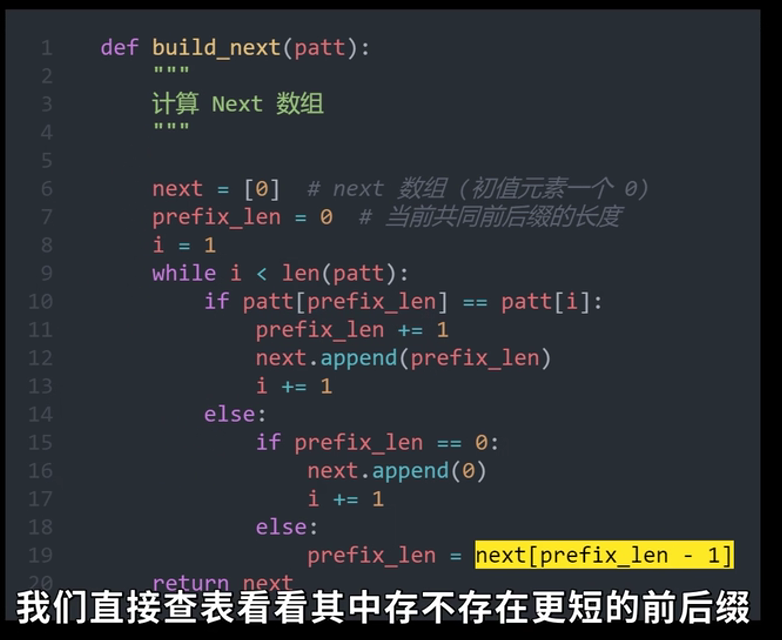 1 def build_next(patt):
2 """
3 计算 Next 数组
4 """
5
6 next = [0] # next 数组 (初值元素一个 0)
7 prefix_len = 0 # 当前共同前后缀的长度
8 i = 1
9 while i < len(patt):
10 if patt[prefix_len] == patt[i]:
11 prefix_len += 1
12 next.append(prefix_len)
13 i += 1
14 else:
15 if prefix_len == 0:
16 next.append(0)
17 i += 1
18 else:
19 prefix_len = next[prefix_len - 1]
20 return next
我们直接查表看看其中存不存在更短的前后缀